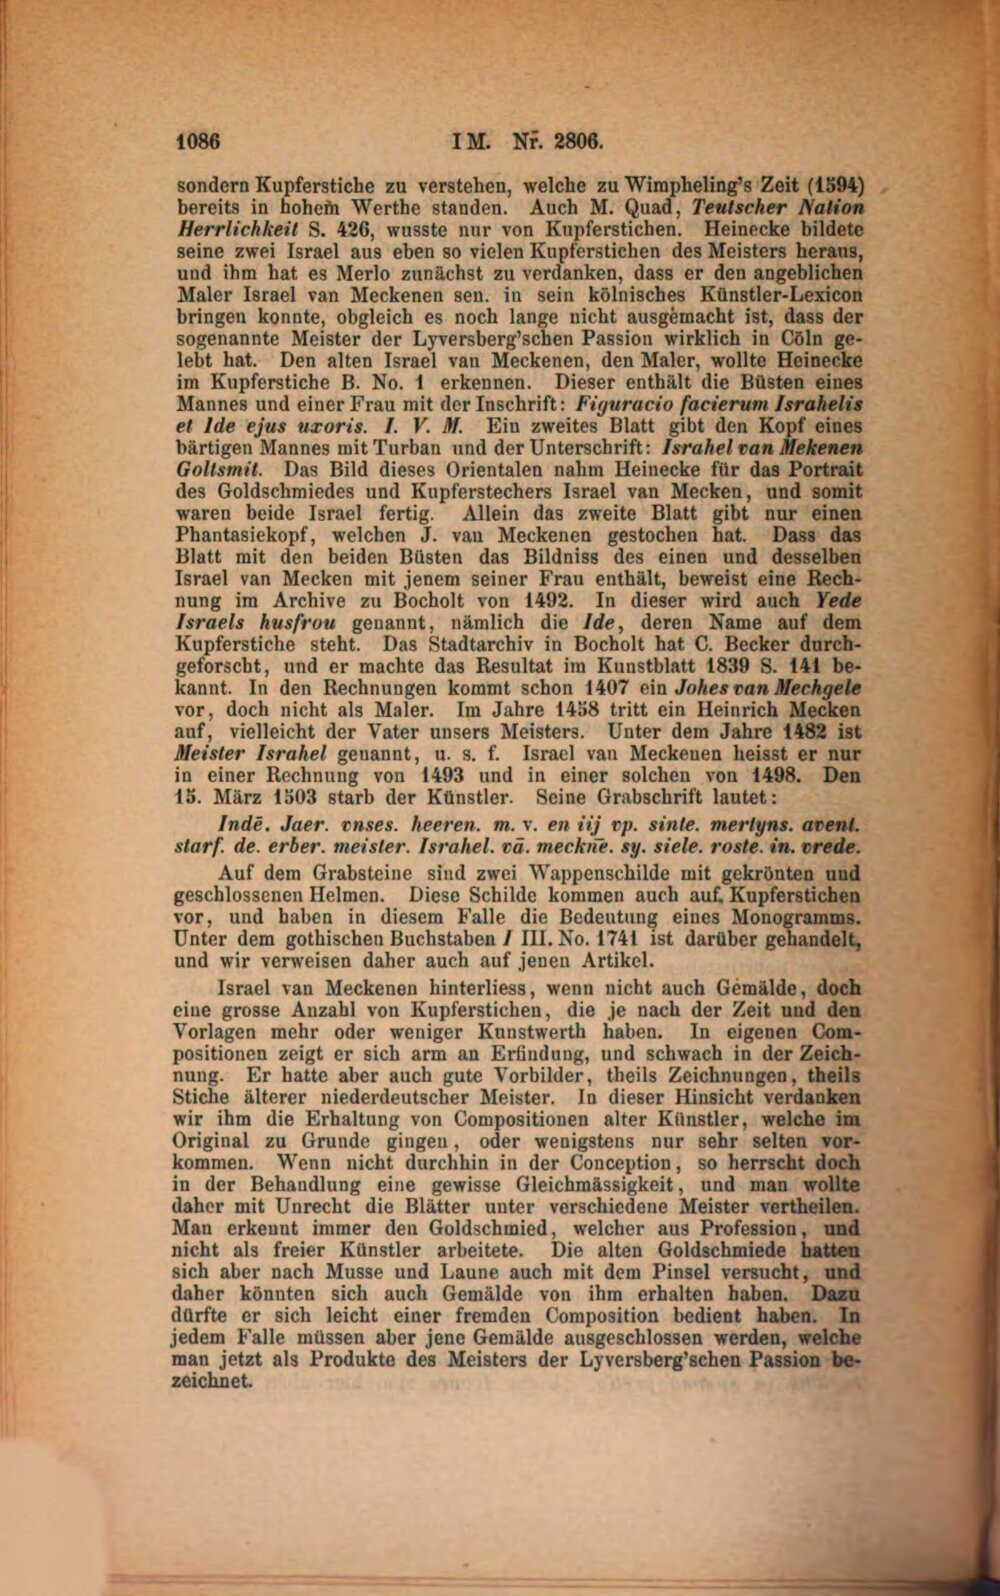 1086 IM. Nr. 2806.
sondern Kupferstiche zu verstehen, welche zu Wimpheling's Zeit (1594)
bereits in hohem Werthe standen. Auch M. Quad, Teutscher Nation
Herrlichkeit S. 426, wusste nur von Kupferstichen. Heinecke bildete
seine zwei Israel aus eben so vielen Kupferstichen des Meisters heraus,
und ihm hat es Merlo zunächst zu verdanken, dass er den angeblichen
Maler Israel van Meckenen sen. in sein kölnisches Künstler-Lexicon
bringen konnte, obgleich es noch lange nicht ausgemacht ist, dass der
sogenannte Meister der Lyversberg'schen Passion wirklich in Cöln ge-
lebt hat. Den alten Israel van Meckenen, den Maler, wollte Heinecke
im Kupferstiche B. No. 1 erkennen. Dieser enthält die Büsten eines
Mannes und einer Frau mit der Inschrift: Figuracio facierum Israhelis
et Ide ejus uxoris. I. V. M. Ein zweites Blatt gibt den Kopf eines
bärtigen Mannes mit Turban und der Unterschrift: Israhel van Mekenen
Goltsmit. Das Bild dieses Orientalen nahm Heinecke für das Portrait
des Goldschmiedes und Kupferstechers Israel van Mecken, und somit
waren beide Israel fertig. Allein das zweite Blatt gibt nur einen
Phantasiekopf, welchen J. van Meckenen gestochen hat. Dass das
Blatt mit den beiden Büsten das Bildniss des einen und desselben
Israel van Mecken mit jenem seiner Frau enthält, beweist eine Rech-
nung im Archive zu Bocholt von 1492. In dieser wird auch Yede
Israels husfrou genannt, nämlich die Ide, deren Name auf dem
Kupferstiche steht. Das Stadtarchiv in Bocholt hat C. Becker durch-
geforscht, und er machte das Resultat im Kunstblatt 1839 S. 141 be-
kannt. In den Rechnungen kommt schon 1407 ein Johes van Mechgele
vor, doch nicht als Maler. Im Jahre 1458 tritt ein Heinrich Mecken
auf, vielleicht der Vater unsers Meisters. Unter dem Jahre 1482 ist
Meister Israhel genannt, u. s. f. Israel van Meckenen heisst er nur
in einer Rechnung von 1493 und in einer solchen von 1498. Den
15. März 1503 starb der Künstler. Seine Grabschrift lautet:
Indē. Jaer. vnses. heeren. m. v. en iij vp. sinte. mertyns. avent.
starf. de. erber. meister. Israhel. vā. meckñe. sy. siele. roste. in. vrede.
Auf dem Grabsteine sind zwei Wappenschilde mit gekrönten und
geschlossenen Helmen. Diese Schilde kommen auch auf Kupferstichen
vor, und haben in diesem Falle die Bedeutung eines Monogramms.
Unter dem gothischen Buchstaben I III. No. 1741 ist darüber gehandelt,
und wir verweisen daher auch auf jenen Artikel.
Israel van Meckenen hinterliess, wenn nicht auch Gemälde, doch
eine grosse Anzahl von Kupferstichen, die je nach der Zeit und den
Vorlagen mehr oder weniger Kunstwerth haben. In eigenen Com-
positionen zeigt er sich arm an Erfindung, und schwach in der Zeich-
nung. Er hatte aber auch gute Vorbilder, theils Zeichnungen, theils
Stiche älterer niederdeutscher Meister. In dieser Hinsicht verdanken
wir ihm die Erhaltung von Compositionen alter Künstler, welche im
Original zu Grunde gingen, oder wenigstens nur sehr selten vor-
kommen. Wenn nicht durchhin in der Conception, so herrscht doch
in der Behandlung eine gewisse Gleichmässigkeit, und man wollte
daher mit Unrecht die Blätter unter verschiedene Meister vertheilen.
Man erkennt immer den Goldschmied, welcher aus Profession, und
nicht als freier Künstler arbeitete. Die alten Goldschmiede hatten
sich aber nach Musse und Laune auch mit dem Pinsel versucht, und
daher könnten sich auch Gemälde von ihm erhalten haben. Dazu
dürfte er sich leicht einer fremden Composition bedient haben. In
jedem Falle müssen aber jene Gemälde ausgeschlossen werden, welche
man jetzt als Produkte des Meisters der Lyversberg'schen Passion be-
zeichnet.